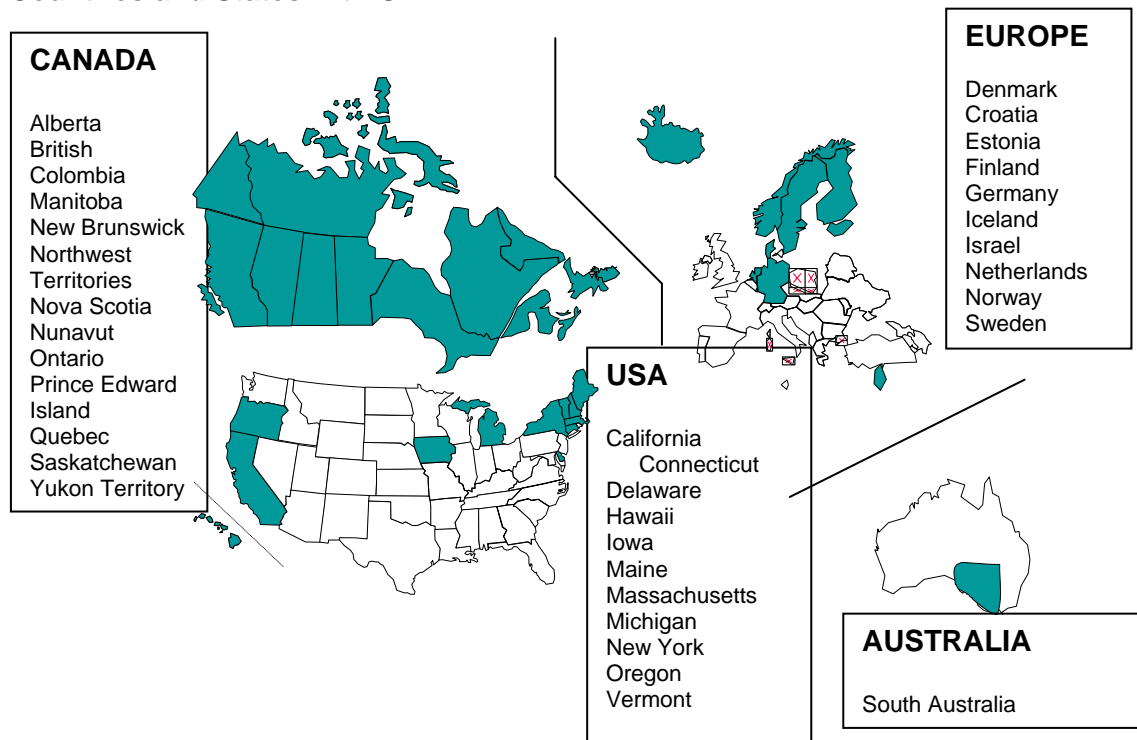 CANADA
Alberta
British
Colombia
Manitoba
New Brunswick
Northwest
Territories
Nova Scotia
Nunavut
Ontario
Prince Edward
Island
Quebec
Saskatchewan
Yukon Territory
EUROPE
Denmark
Croatia
Estonia
Finland
Germany
Iceland
Israel
Netherlands
Norway
Sweden
USA
California
Connecticut
Delaware
Hawaii
Iowa
Maine
Massachusetts
Michigan
New York
Oregon
Vermont
AUSTRALIA
South Australia